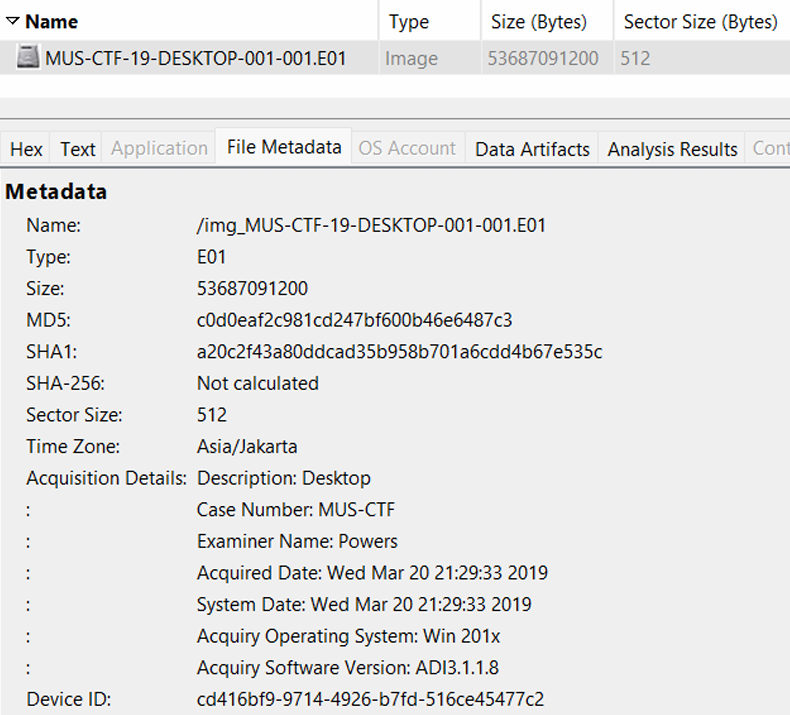 Name Type Size (Bytes) Sector Size (Bytes)
MUS-CTF-19-DESKTOP-001-001.E01 Image 53687091200 512
Hex Text Application File Metadata OS Account Data Artifacts Analysis Results Cont
Metadata
Name: /img_MUS-CTF-19-DESKTOP-001-001.E01
Type: E01
Size: 53687091200
MD5: c0d0eaf2c981cd247bf600b46e6487c3
SHA1: a20c2f43a80ddcad35b958b701a6cdd4b67e535c
SHA-256: Not calculated
Sector Size: 512
Time Zone: Asia/Jakarta
Acquisition Details: Description: Desktop
: Case Number: MUS-CTF
: Examiner Name: Powers
: Acquired Date: Wed Mar 20 21:29:33 2019
: System Date: Wed Mar 20 21:29:33 2019
: Acquiry Operating System: Win 201x
: Acquiry Software Version: ADI3.1.1.8
Device ID: cd416bf9-9714-4926-b7fd-516ce45477c2